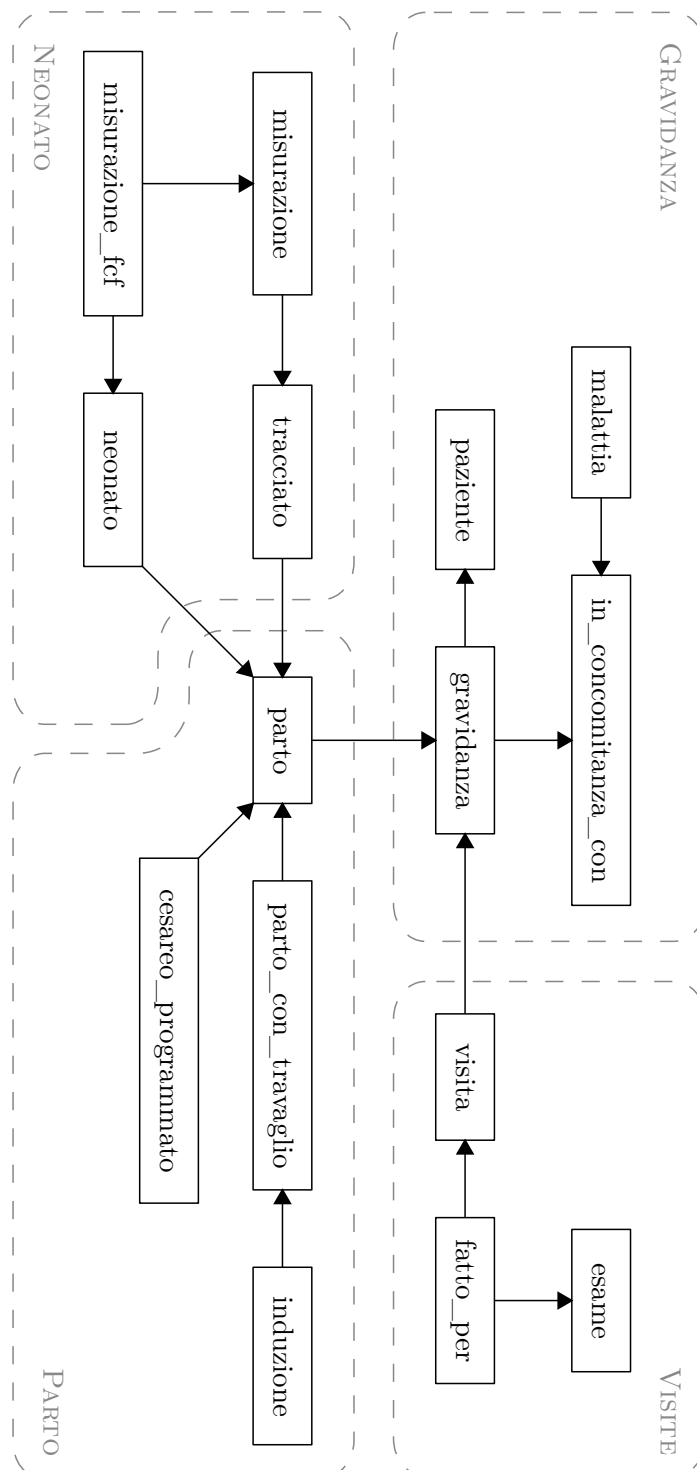 GRAVIDANZA
malattia
in_concomitanza_con
paziente
gravidanza
VISITE
esame
visita
fatto_per
NEONATO
misurazione
tracciato
misurazione_fcf
neonato
PARTO
parto
parto_con_travaglio
induzione
cesareo_programmato